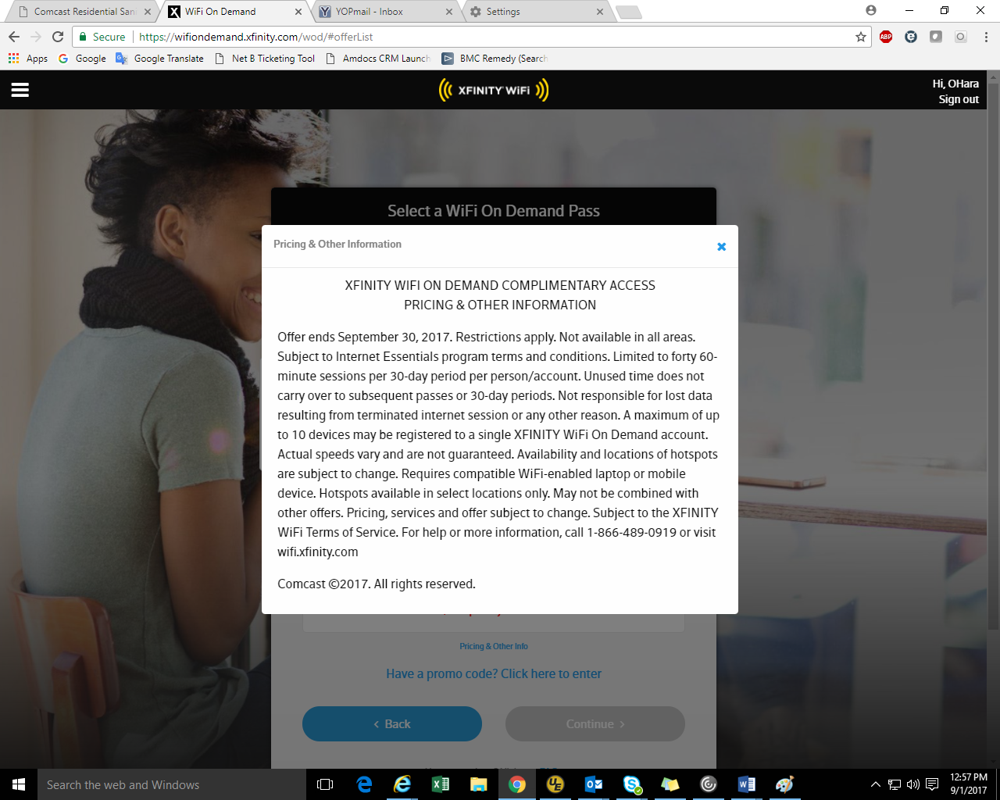 Comcast Residential San
WiFi On Demand
YOPmail - Inbox
Settings
Secure
https://wifiondemand.xfinity.com/wod/#offerList
ABP
Apps
Google
Google Translate
Net B Ticketing Tool
Amdocs CRM Launch
BMC Remedy (Search
XFINITY WiFi
Hi, OHara
Sign out
Select a WiFi On Demand Pass
Pricing & Other Information
XFINITY WIFI ON DEMAND COMPLIMENTARY ACCESS
PRICING & OTHER INFORMATION
Offer ends September 30, 2017. Restrictions apply. Not available in all areas.
Subject to Internet Essentials program terms and conditions. Limited to forty 60-
minute sessions per 30-day period per person/account. Unused time does not
carry over to subsequent passes or 30-day periods. Not responsible for lost data
resulting from terminated internet session or any other reason. A maximum of up
to 10 devices may be registered to a single XFINITY WiFi On Demand account.
Actual speeds vary and are not guaranteed. Availability and locations of hotspots
are subject to change. Requires compatible WiFi-enabled laptop or mobile
device. Hotspots available in select locations only. May not be combined with
other offers. Pricing, services and offer subject to change. Subject to the XFINITY
WiFi Terms of Service. For help or more information, call 1-866-489-0919 or visit
wifi.xfinity.com
Comcast ©2017. All rights reserved.
Pricing & Other Info
Have a promo code? Click here to enter
Back
Continue
Search the web and Windows
12:57 PM
9/1/2017